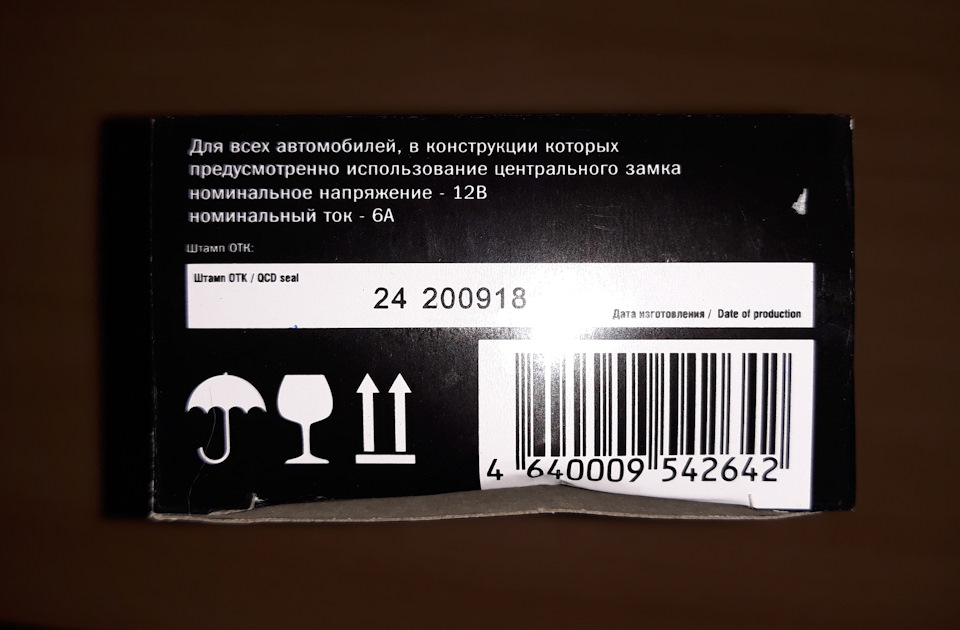 Для всех автомобилей, в конструкции которых
предусмотрено использование центрального замка
номинальное напряжение - 12В
номинальный ток - 6А
Штамп ОТК:
Штамп ОТК / QCD seal
24 200918
Дата изготовления / Date of production
4 640009 542642